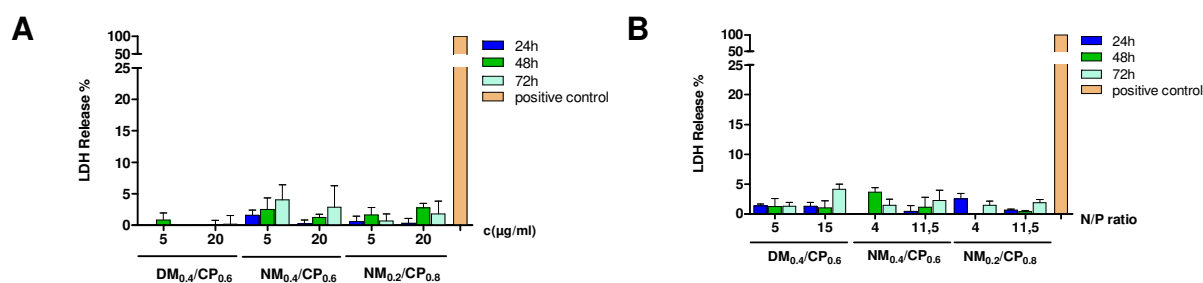 A
LDH Release %
100
50
25
20
15
10
5
0
24h
48h
72h
positive control
5 20 5 20 5 20 c(µg/ml)
DM0.4/CP0.6 NM0.4/CP0.6 NM0.2/CP0.8
B
LDH Release %
100
50
25
20
15
10
5
0
24h
48h
72h
positive control
5 15 4 11,5 4 11,5 N/P ratio
DM0.4/CP0.6 NM0.4/CP0.6 NM0.2/CP0.8